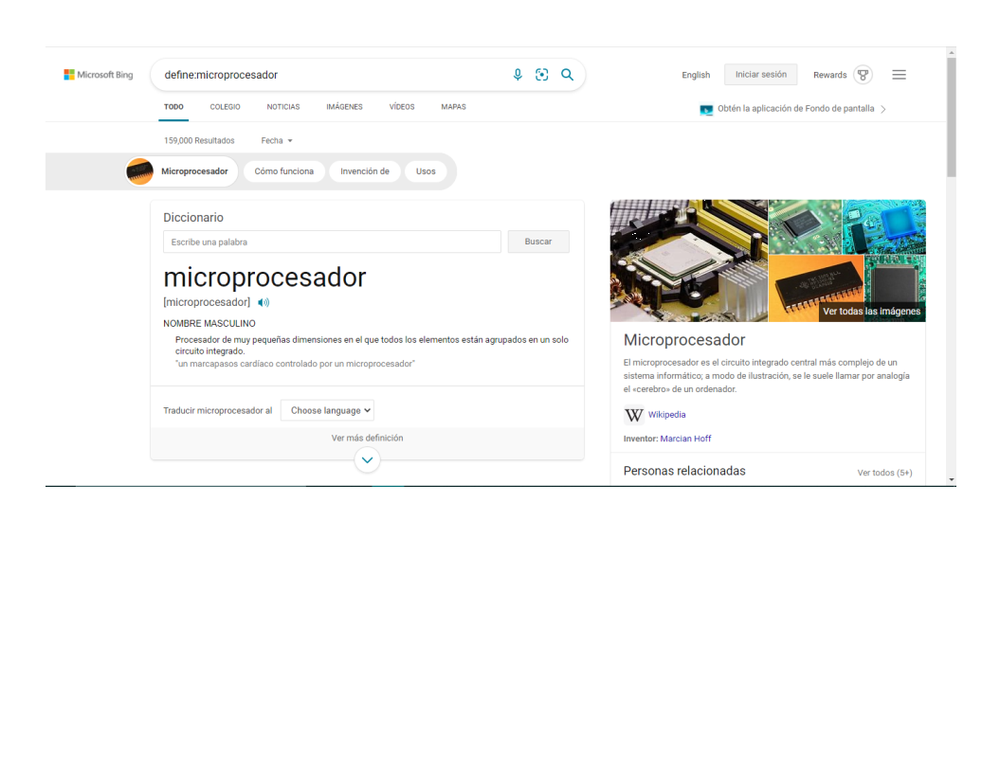 Microsoft Bing
define:microprocesador
English
Iniciar sesión
Rewards
TODO
COLEGIO
NOTICIAS
IMÁGENES
VÍDEOS
MAPAS
Obtén la aplicación de Fondo de pantalla
159,000 Resultados
Fecha
Microprocesador
Cómo funciona
Invención de
Usos
Diccionario
Escribe una palabra
Buscar
microprocesador
[microprocesador]
NOMBRE MASCULINO
Procesador de muy pequeñas dimensiones en el que todos los elementos están agrupados en un solo
circuito integrado.
"un marcapasos cardíaco controlado por un microprocesador"
Traducir microprocesador al
Choose language
Ver más definición
Ver todas las imágenes
Microprocesador
El microprocesador es el circuito integrado central más complejo de un
sistema informático; a modo de ilustración, se le suele llamar por analogía
el «cerebro» de un ordenador.
W Wikipedia
Inventor: Marcian Hoff
Personas relacionadas
Ver todos (5+)